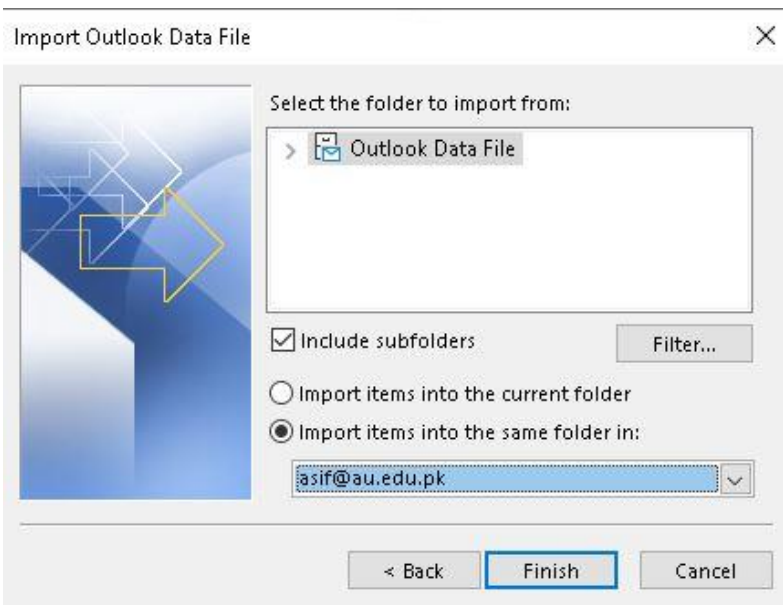 Import Outlook Data File
Select the folder to import from:
Outlook Data File
Include subfolders
Filter...
Import items into the current folder
Import items into the same folder in:
asif@au.edu.pk
< Back
Finish
Cancel